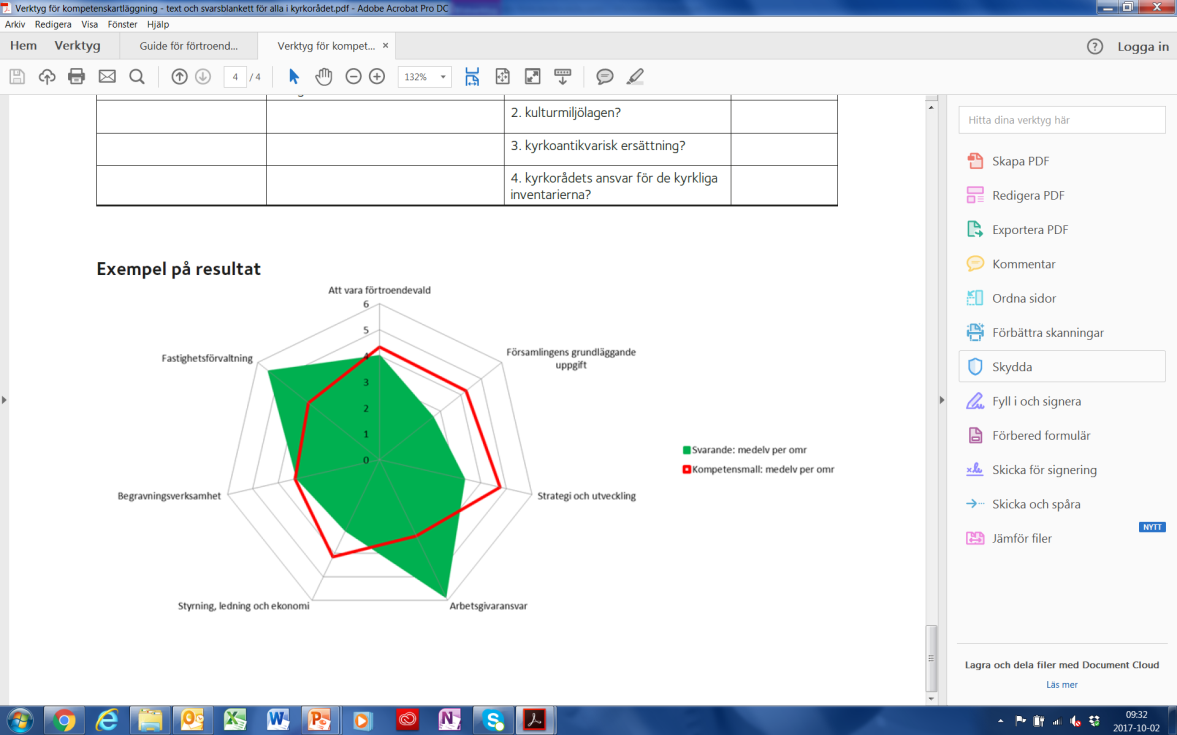 Verktyg för kompetenskartläggning - text och svarsblankett för alla i kyrkorådet.pdf - Adobe Acrobat Pro DC
Arkiv Redigera Visa Fönster Hjälp
Hem Verktyg Guide för förtroend... Verktyg för kompet... × ? Logga in
4 / 4 132%
2. kulturmiljölagen?
3. kyrkoantikvarisk ersättning?
4. kyrkorådets ansvar för de kyrkliga
inventarierna?
Exempel på resultat
Att vara förtroendevald
6
5
4
3
2
1
0
Församlingens grundläggande
uppgift
Strategi och utveckling
Arbetsgivaransvar
Styrning, ledning och ekonomi
Begravningsverksamhet
Fastighetsförvaltning
Svarande: medelv per omr
Kompetensmall: medelv per omr
Hitta dina verktyg här
Skapa PDF
Redigera PDF
Exportera PDF
Kommentar
Ordna sidor
Förbättra skanningar
Skydda
Fyll i och signera
Förbered formulär
Skicka för signering
Skicka och spåra
NYTT
Jämför filer
Lagra och dela filer med Document Cloud
Läs mer
09:32
2017-10-02